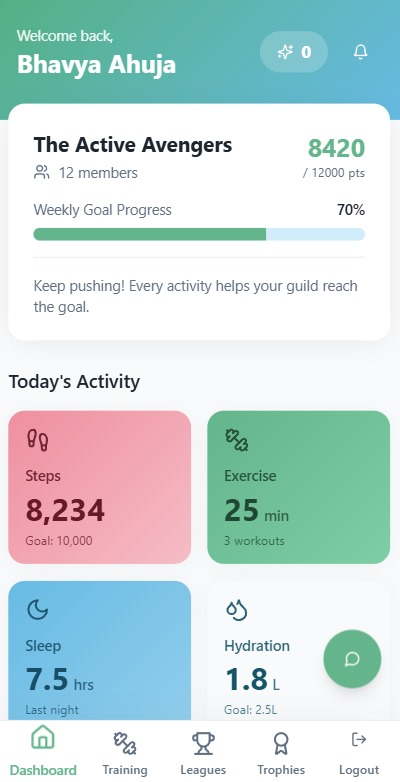 Welcome back,
Bhavya Ahuja
0
The Active Avengers
8420
12 members
/ 12000 pts
Weekly Goal Progress
70%
Keep pushing! Every activity helps your guild reach
the goal.
Today's Activity
Steps
8,234
Goal: 10,000
Exercise
25 min
3 workouts
Sleep
7.5 hrs
Last night
Hydration
1.8 L
Goal: 2.5L
Dashboard
Training
Leagues
Trophies
Logout